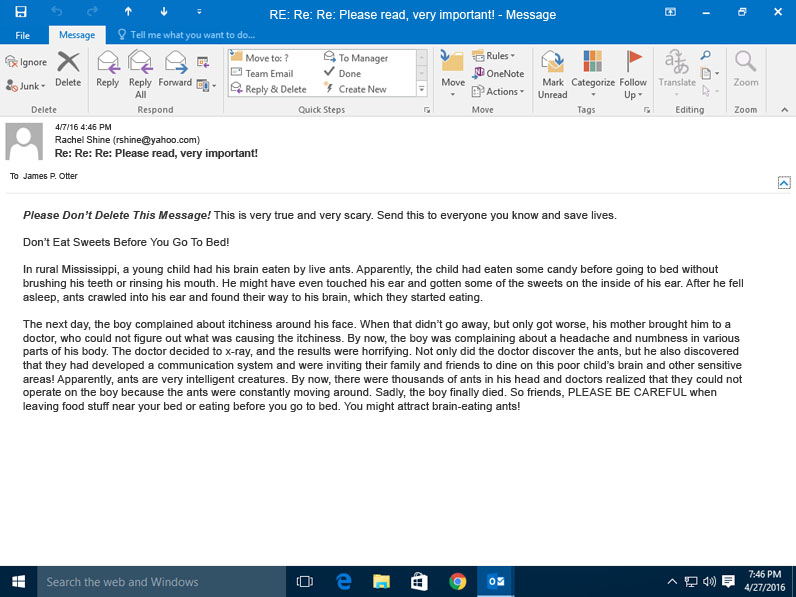 RE: Re: Re: Please read, very important! - Message
File Message Tell me what you want to do...
Ignore
Junk
Delete
Reply
Reply All
Forward
Move to: ?
Team Email
Reply & Delete
To Manager
Done
Create New
Move
Rules
OneNote
Actions
Mark Unread
Categorize
Follow Up
Translate
Zoom
Delete Respond Quick Steps Move Tags Editing Zoom
4/7/16 4:46 PM
Rachel Shine (rshine@yahoo.com)
Re: Re: Re: Please read, very important!
To James P. Otter
Please Don't Delete This Message! This is very true and very scary. Send this to everyone you know and save lives.
Don't Eat Sweets Before You Go To Bed!
In rural Mississippi, a young child had his brain eaten by live ants. Apparently, the child had eaten some candy before going to bed without
brushing his teeth or rinsing his mouth. He might have even touched his ear and gotten some of the sweets on the inside of his ear. After he fell
asleep, ants crawled into his ear and found their way to his brain, which they started eating.
The next day, the boy complained about itchiness around his face. When that didn't go away, but only got worse, his mother brought him to a
doctor, who could not figure out what was causing the itchiness. By now, the boy was complaining about a headache and numbness in various
parts of his body. The doctor decided to x-ray, and the results were horrifying. Not only did the doctor discover the ants, but he also discovered
that they had developed a communication system and were inviting their family and friends to dine on this poor child's brain and other sensitive
areas! Apparently, ants are very intelligent creatures. By now, there were thousands of ants in his head and doctors realized that they could not
operate on the boy because the ants were constantly moving around. Sadly, the boy finally died. So friends, PLEASE BE CAREFUL when
leaving food stuff near your bed or eating before you go to bed. You might attract brain-eating ants!
Search the web and Windows
7:46 PM
4/27/2016